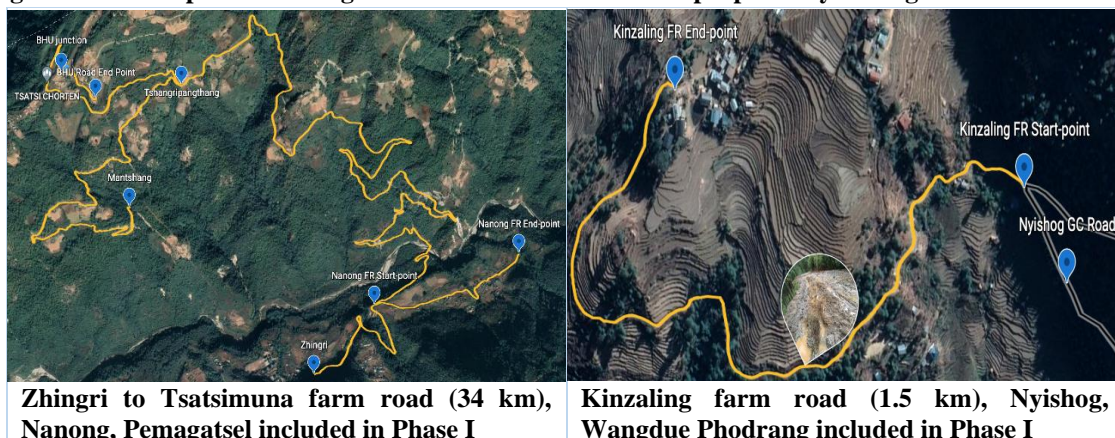 BHU junction
BHU Road End Point
TSATSI CHORTEN
Tshangripangthang
Mentshang
Nanong FR End-point
Nanong FR Start-point
Zhingri
Kinzaling FR End-point
Kinzaling FR Start-point
Nyishog GC Road
Zhingri to Tsatsimuna farm road (34 km),
Nanong, Pemagatsel included in Phase I
Kinzaling farm road (1.5 km), Nyishog,
Wangdue Phodrang included in Phase I